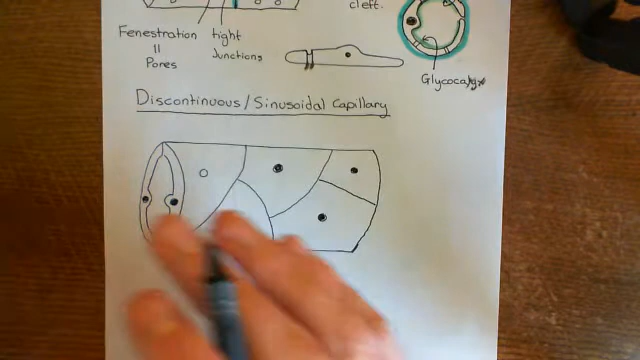 cleft.
Fenestration
=
Pores
tight
Junctions
Glycocalyx
Discontinuous/Sinusoidal Capillary